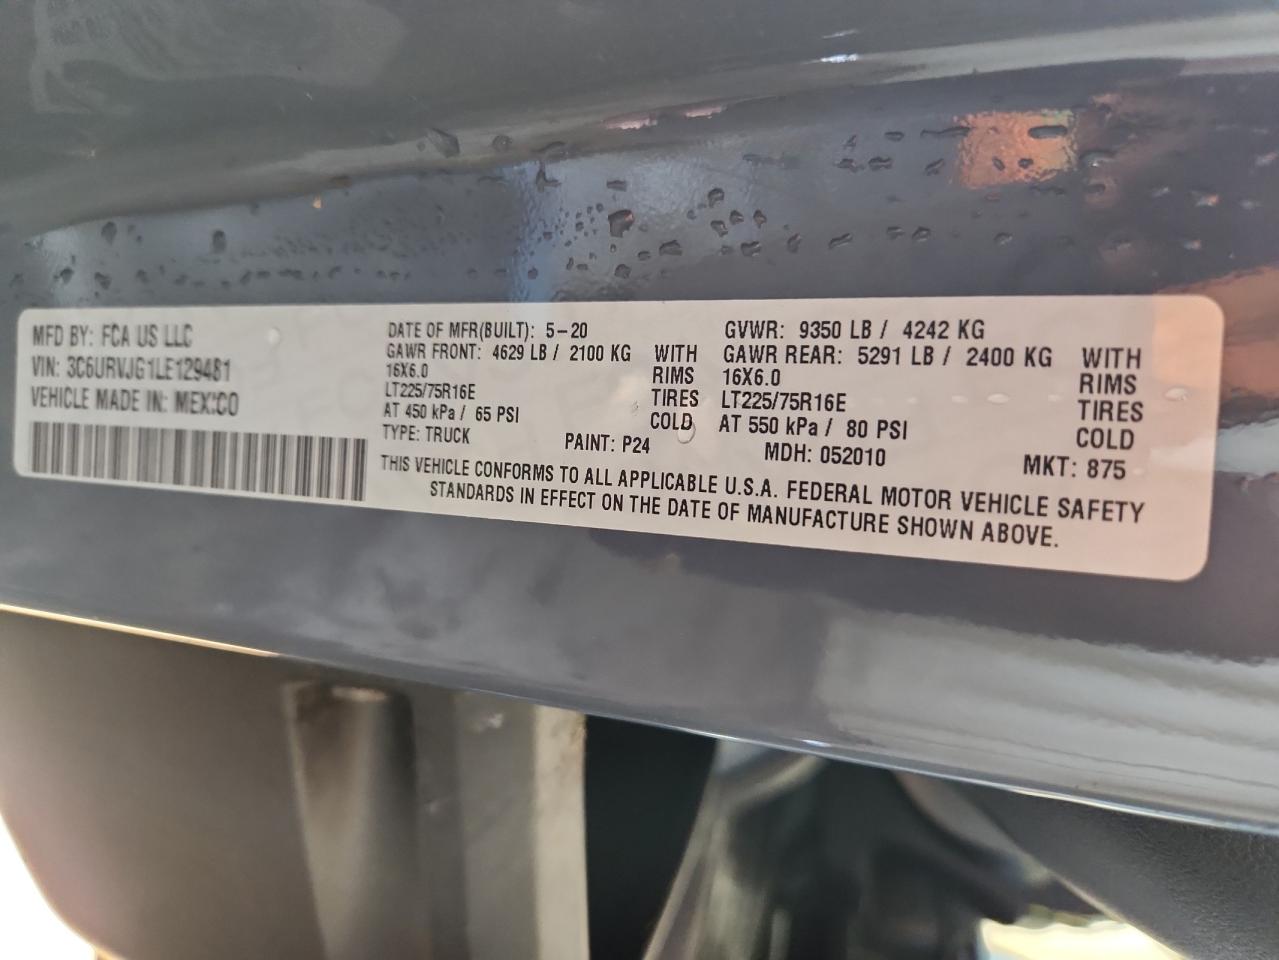 MFD BY: FCA US LLC
VIN: 3C6URVJG1LE129481
VEHICLE MADE IN: MEXICO
DATE OF MFR(BUILT): 5-20
GAWR FRONT: 4629 LB / 2100 KG WITH
16X6.0 RIMS
LT225/75R16E TIRES
AT 450 kPa / 65 PSI COLD
TYPE: TRUCK
PAINT: P24
GVWR: 9350 LB / 4242 KG
GAWR REAR: 5291 LB / 2400 KG WITH
16X6.0 RIMS
LT225/75R16E TIRES
AT 550 kPa / 80 PSI COLD
MDH: 052010
MKT: 875
THIS VEHICLE CONFORMS TO ALL APPLICABLE U.S.A. FEDERAL MOTOR VEHICLE SAFETY
STANDARDS IN EFFECT ON THE DATE OF MANUFACTURE SHOWN ABOVE.